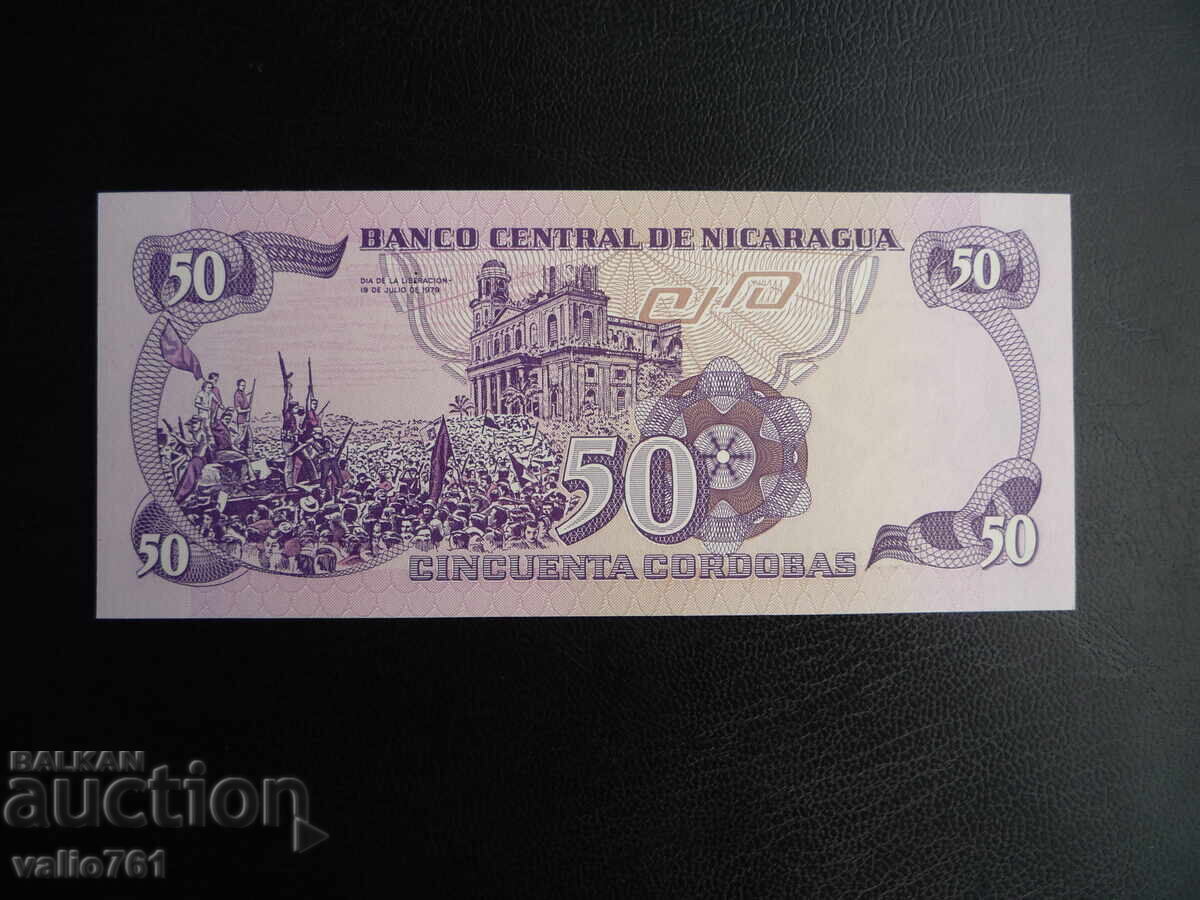 BANCO CENTRAL DE NICARAGUA
50
50
DIA DE LA LIBERACION-
19 DE JULIO DE 1979
50
50
50
CINCUENTA CORDOBAS
BALKAN
auction
valio761